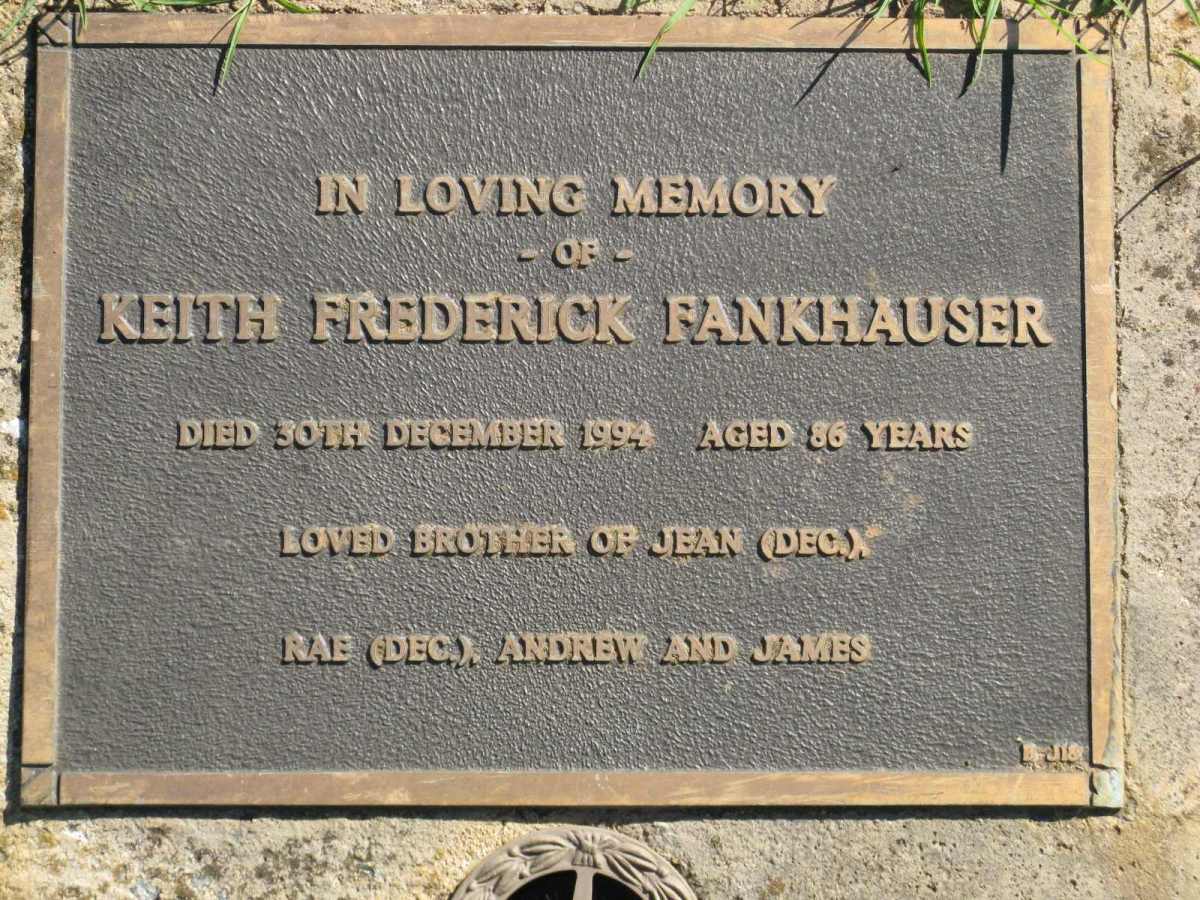 IN LOVING MEMORY
- OF -
KEITH FREDERICK FANKHAUSER
DIED 30TH DECEMBER 1994 AGED 86 YEARS
LOVED BROTHER OF JEAN (DEC.),
RAE (DEC.), ANDREW AND JAMES
B-J18